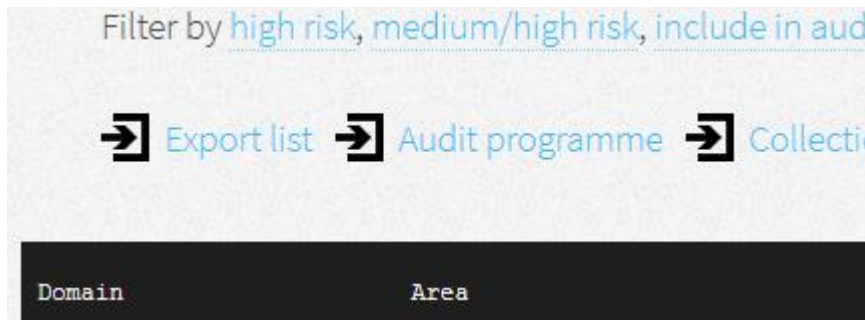 Filter by high risk, medium/high risk, include in aud
Export list Audit programme Collecti
Domain Area